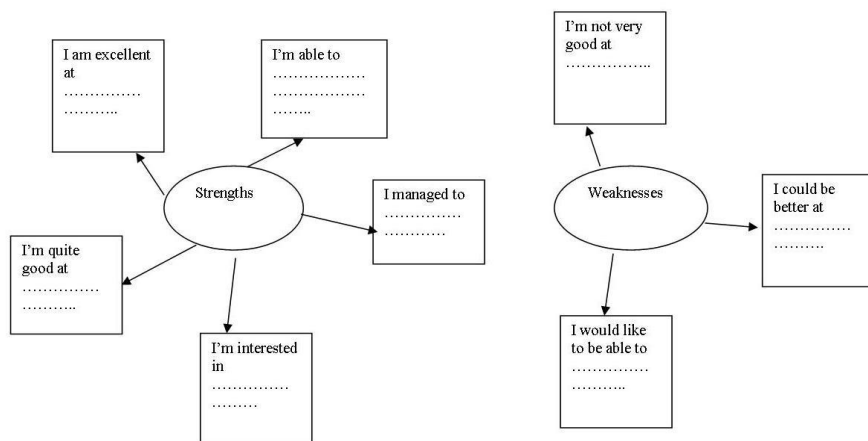 I am excellent
at
……………
………..
I'm able to
………………
………………
……..
Strengths
I managed to
……………
…………
I'm quite
good at
……………
………..
I'm interested
in
……………
………
I'm not very
good at
……………..
Weaknesses
I could be
better at
……………
……….
I would like
to be able to
……………
………..